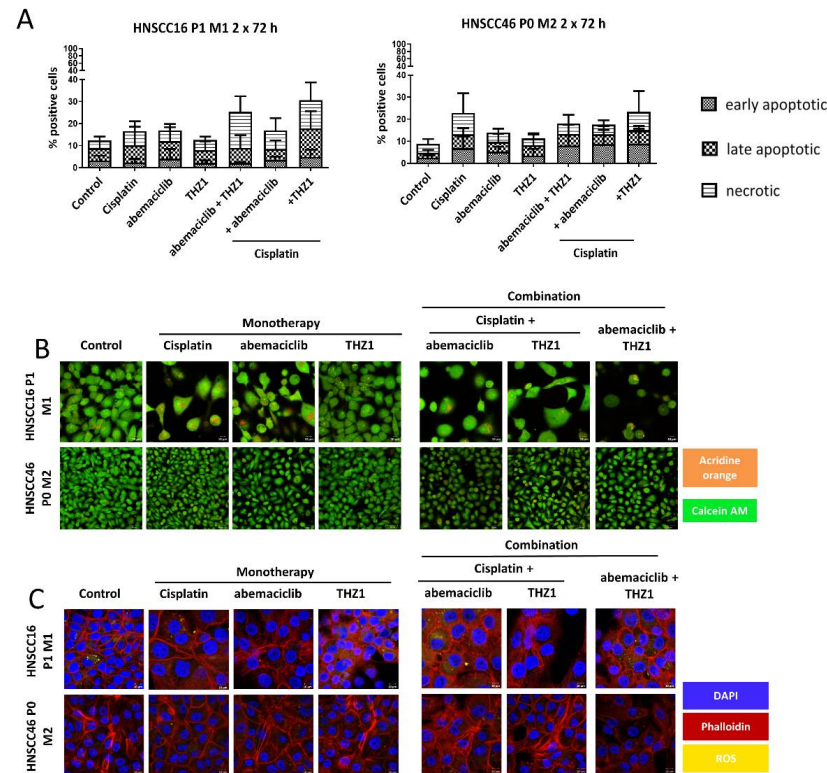 A
HNSCC16 P1 M1 2 x 72 h
% positive cells
100
80
60
40
30
20
10
0
Control
Cisplatin
abemaciclib
THZ1
abemaciclib + THZ1
+ abemaciclib
+THZ1
Cisplatin
HNSCC46 P0 M2 2 x 72 h
% positive cells
100
80
60
40
30
20
10
0
Control
Cisplatin
abemaciclib
THZ1
abemaciclib + THZ1
+ abemaciclib
+THZ1
Cisplatin
early apoptotic
late apoptotic
necrotic
B
Combination
Monotherapy
Cisplatin +
abemaciclib +
THZ1
Control
Cisplatin
abemaciclib
THZ1
abemaciclib
THZ1
HNSCC16 P1
M1
HNSCC46
P0 M2
Acridine
orange
Calcein AM
C
Combination
Monotherapy
Cisplatin +
abemaciclib +
THZ1
Control
Cisplatin
abemaciclib
THZ1
abemaciclib
THZ1
HNSCC16
P1 M1
HNSCC46 P0
M2
DAPI
Phalloidin
ROS